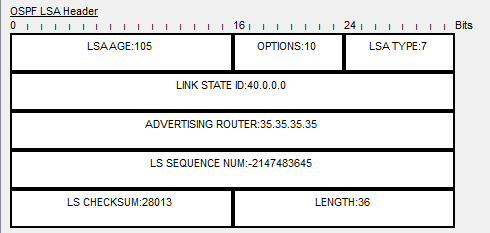 OSPF LSA Header
0 16 24 Bits
LSA AGE:105 OPTIONS:10 LSA TYPE:7
LINK STATE ID:40.0.0.0
ADVERTISING ROUTER:35.35.35.35
LS SEQUENCE NUM:-2147483645
LS CHECKSUM:28013 LENGTH:36